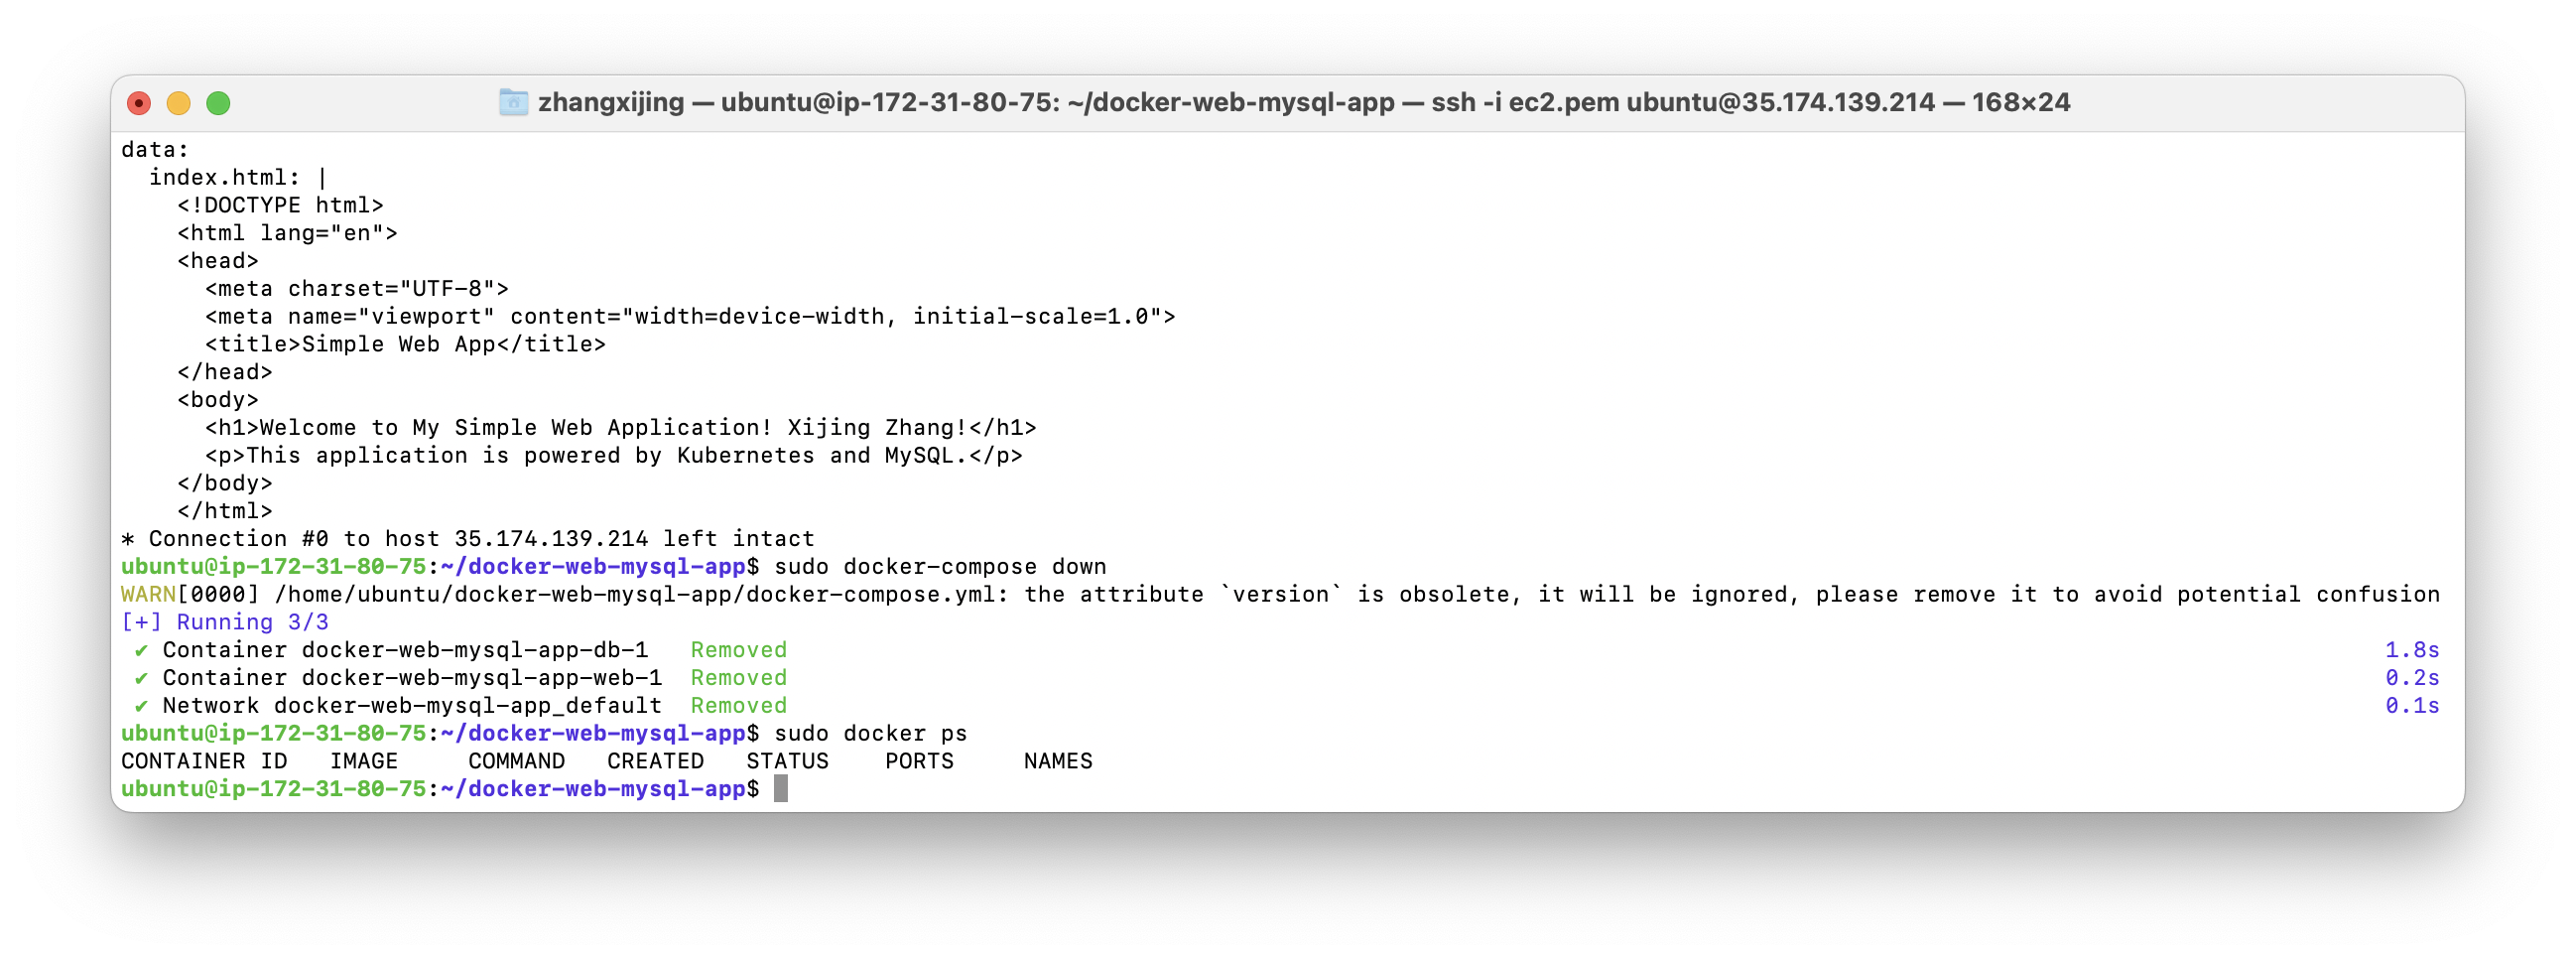 zhangxijing — ubuntu@ip-172-31-80-75: ~/docker-web-mysql-app — ssh -i ec2.pem ubuntu@35.174.139.214 — 168×24
data:
  index.html: |
    <!DOCTYPE html>
    <html lang="en">
    <head>
      <meta charset="UTF-8">
      <meta name="viewport" content="width=device-width, initial-scale=1.0">
      <title>Simple Web App</title>
    </head>
    <body>
      <h1>Welcome to My Simple Web Application! Xijing Zhang!</h1>
      <p>This application is powered by Kubernetes and MySQL.</p>
    </body>
    </html>
* Connection #0 to host 35.174.139.214 left intact
ubuntu@ip-172-31-80-75:~/docker-web-mysql-app$ sudo docker-compose down
WARN[0000] /home/ubuntu/docker-web-mysql-app/docker-compose.yml: the attribute `version` is obsolete, it will be ignored, please remove it to avoid potential confusion
[+] Running 3/3
 ✔ Container docker-web-mysql-app-db-1   Removed 1.8s
 ✔ Container docker-web-mysql-app-web-1  Removed 0.2s
 ✔ Network docker-web-mysql-app_default  Removed 0.1s
ubuntu@ip-172-31-80-75:~/docker-web-mysql-app$ sudo docker ps
CONTAINER ID   IMAGE     COMMAND   CREATED   STATUS    PORTS     NAMES
ubuntu@ip-172-31-80-75:~/docker-web-mysql-app$